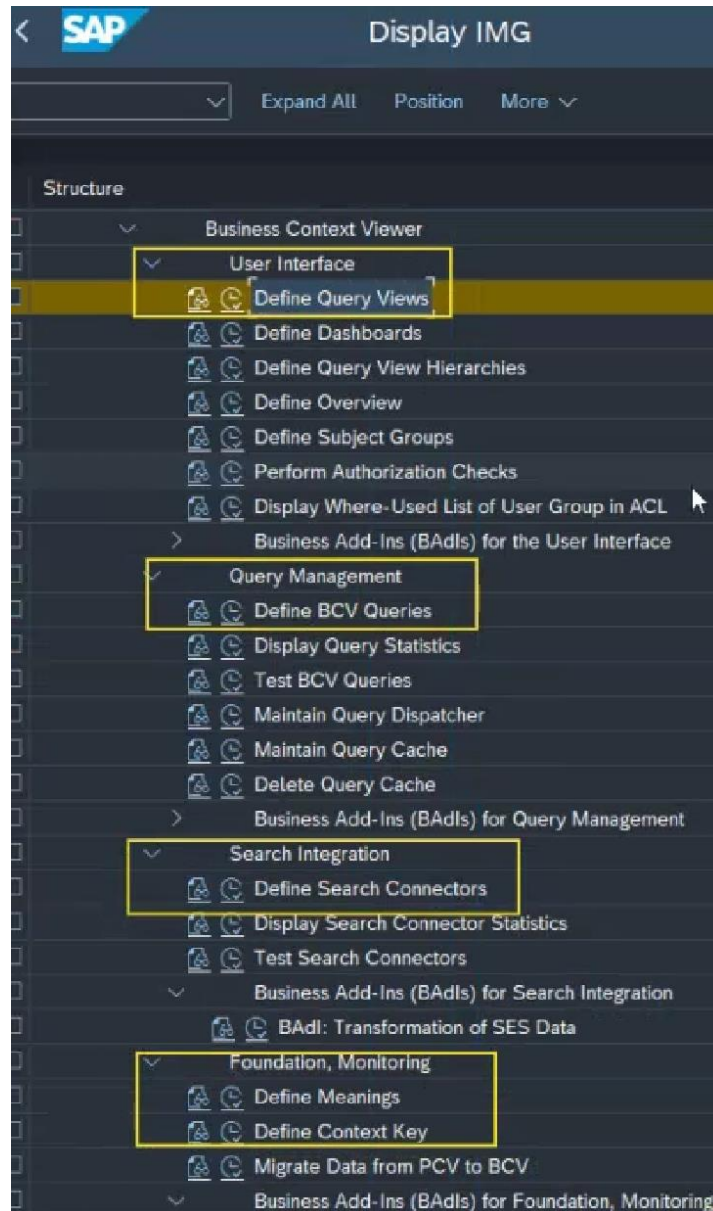 SAP Display IMG
Expand All Position More
Structure
Business Context Viewer
User Interface
Define Query Views
Define Dashboards
Define Query View Hierarchies
Define Overview
Define Subject Groups
Perform Authorization Checks
Display Where-Used List of User Group in ACL
Business Add-Ins (BAdIs) for the User Interface
Query Management
Define BCV Queries
Display Query Statistics
Test BCV Queries
Maintain Query Dispatcher
Maintain Query Cache
Delete Query Cache
Business Add-Ins (BAdIs) for Query Management
Search Integration
Define Search Connectors
Display Search Connector Statistics
Test Search Connectors
Business Add-Ins (BAdIs) for Search Integration
BAdI: Transformation of SES Data
Foundation, Monitoring
Define Meanings
Define Context Key
Migrate Data from PCV to BCV
Business Add-Ins (BAdIs) for Foundation, Monitoring